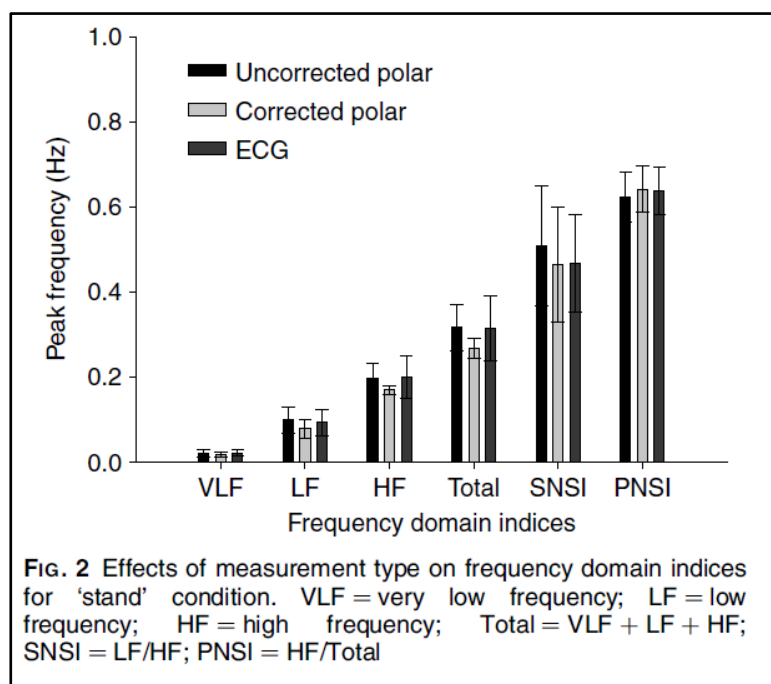 1.0
0.8
0.6
0.4
0.2
0.0
Peak frequency (Hz)
Uncorrected polar
Corrected polar
ECG
VLF LF HF Total SNSI PNSI
Frequency domain indices
FIG. 2 Effects of measurement type on frequency domain indices
for ‘stand’ condition. VLF = very low frequency; LF = low
frequency; HF = high frequency; Total = VLF + LF + HF;
SNSI = LF/HF; PNSI = HF/Total